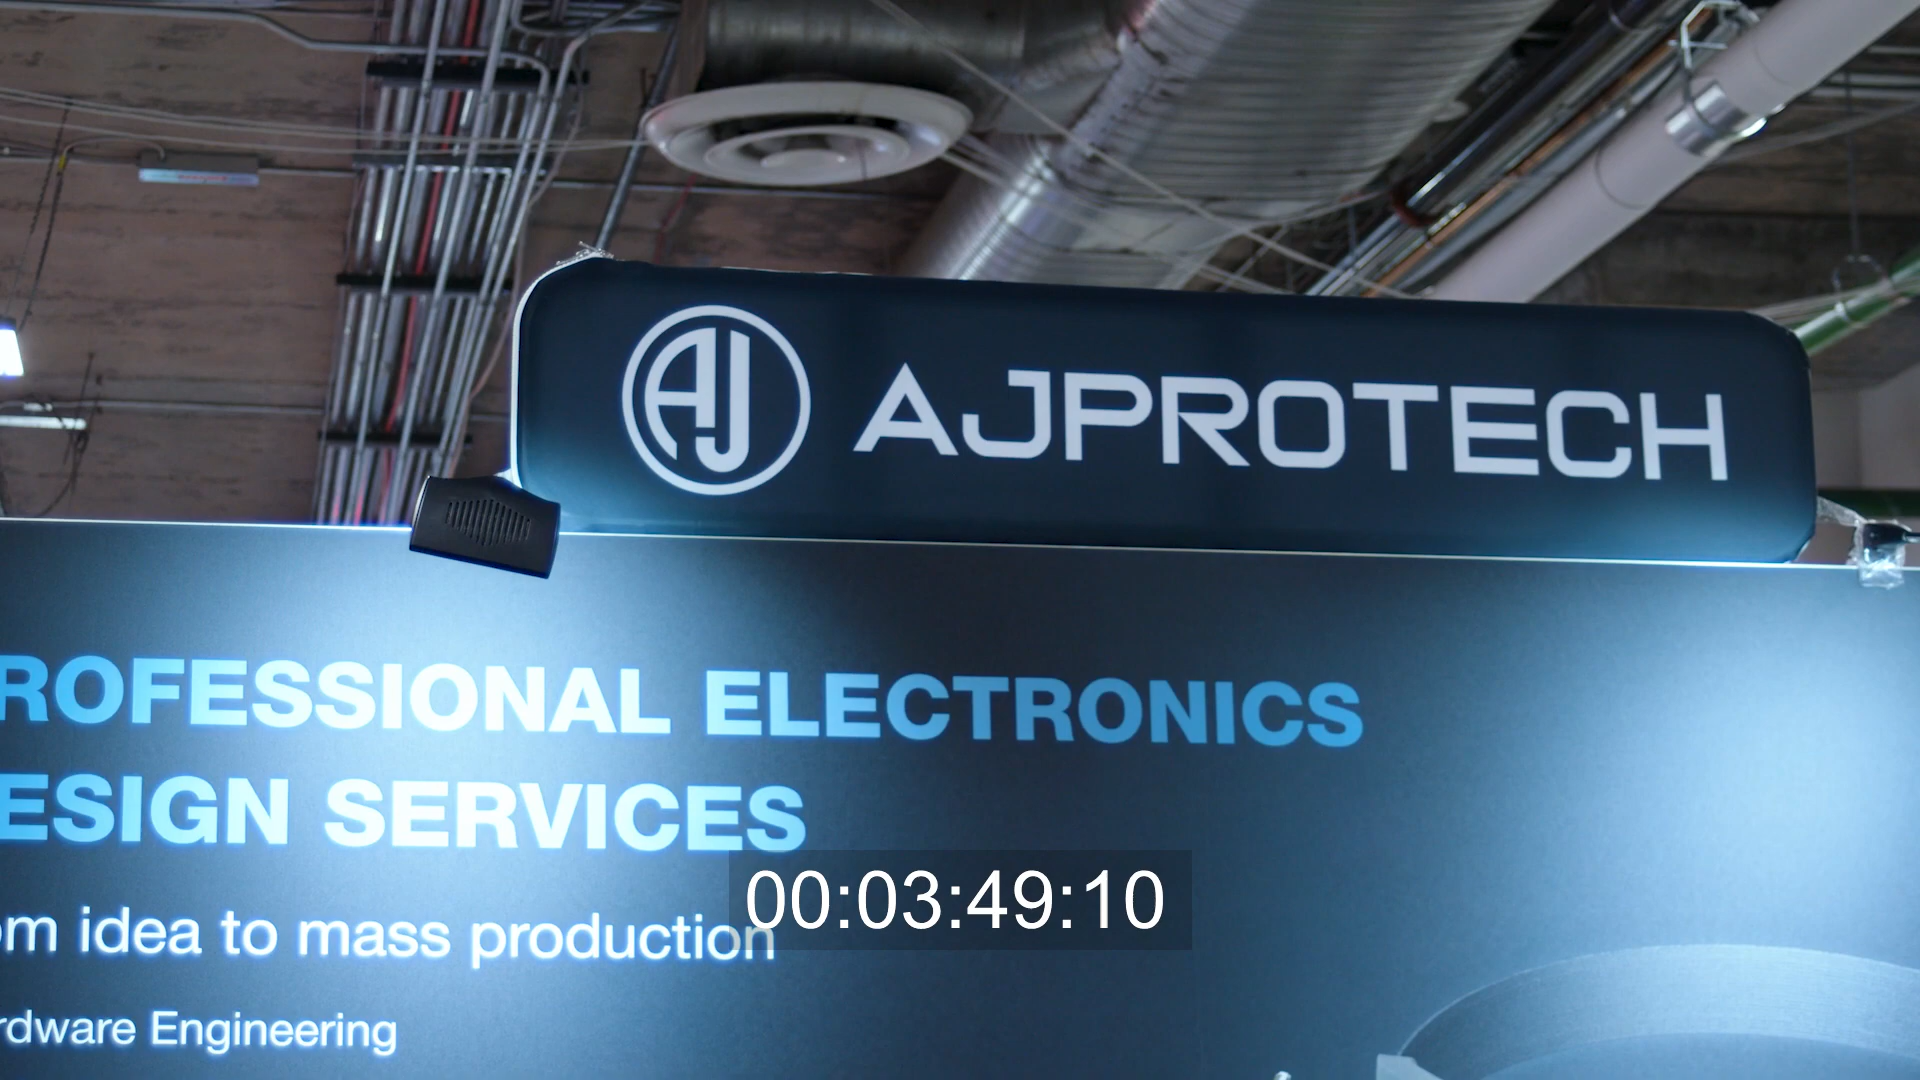 AJ AJPROTECH
ROFESSIONAL ELECTRONICS
ESIGN SERVICES
om idea to mass production
rdware Engineering
00:03:49:10